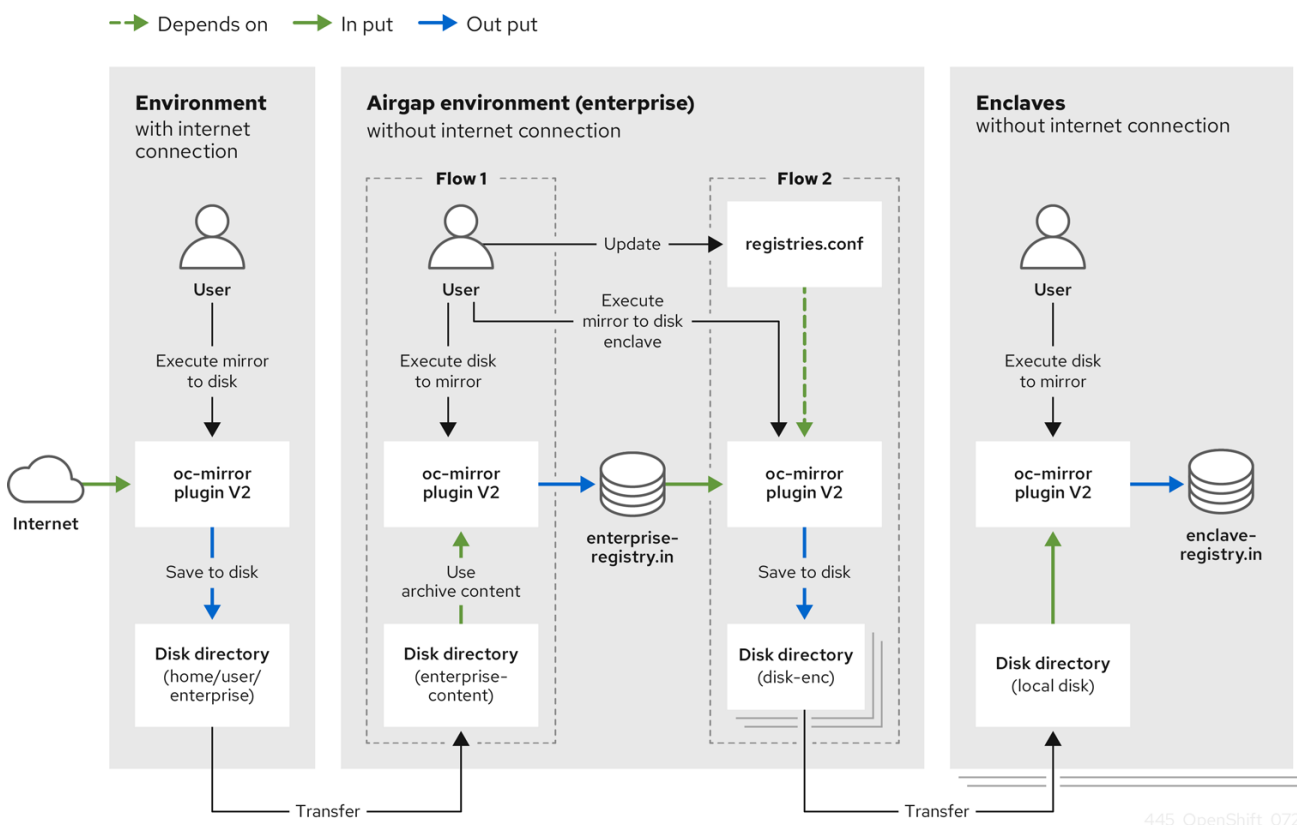 Depends on
In put
Out put
Environment
with internet
connection
User
Execute mirror
to disk
Internet
oc-mirror
plugin V2
Save to disk
Disk directory
(home/user/
enterprise)
Transfer
Airgap environment (enterprise)
without internet connection
Flow 1
User
Update
Execute
mirror to disk
enclave
Execute disk
to mirror
oc-mirror
plugin V2
enterprise-
registry.in
Use
archive content
Disk directory
(enterprise-
content)
Flow 2
registries.conf
oc-mirror
plugin V2
Save to disk
Disk directory
(disk-enc)
Transfer
Enclaves
without internet connection
User
Execute disk
to mirror
oc-mirror
plugin V2
enclave-
registry.in
Disk directory
(local disk)
445_OpenShift_072